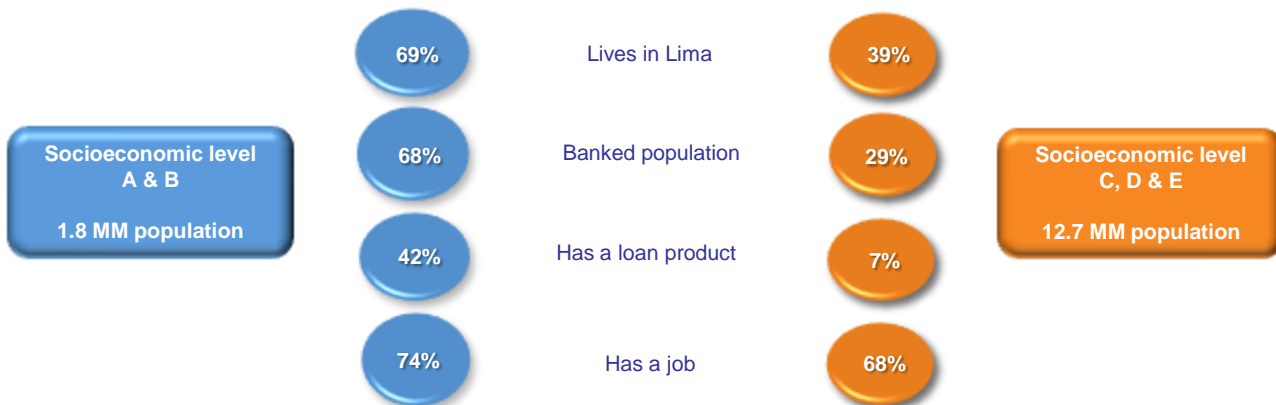 69%
Lives in Lima
39%
Socioeconomic level
A & B
1.8 MM population
68%
Banked population
29%
Socioeconomic level
C, D & E
12.7 MM population
42%
Has a loan product
7%
74%
Has a job
68%